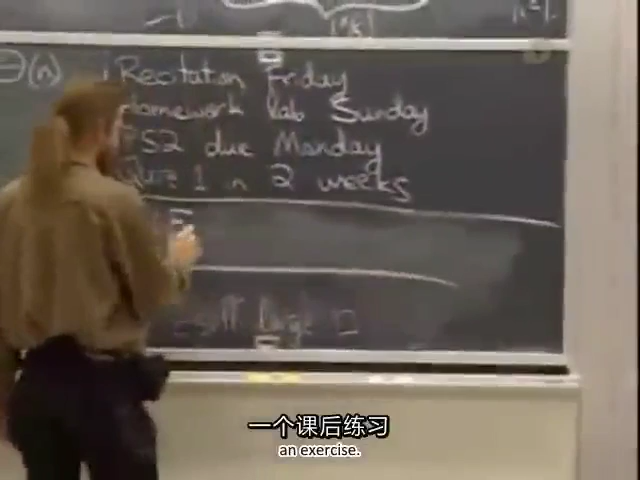 Θ(n)
Recitation Friday
Homework lab Sunday
PS2 due Monday
Quiz 1 in 2 weeks
E
一个课后练习
an exercise.